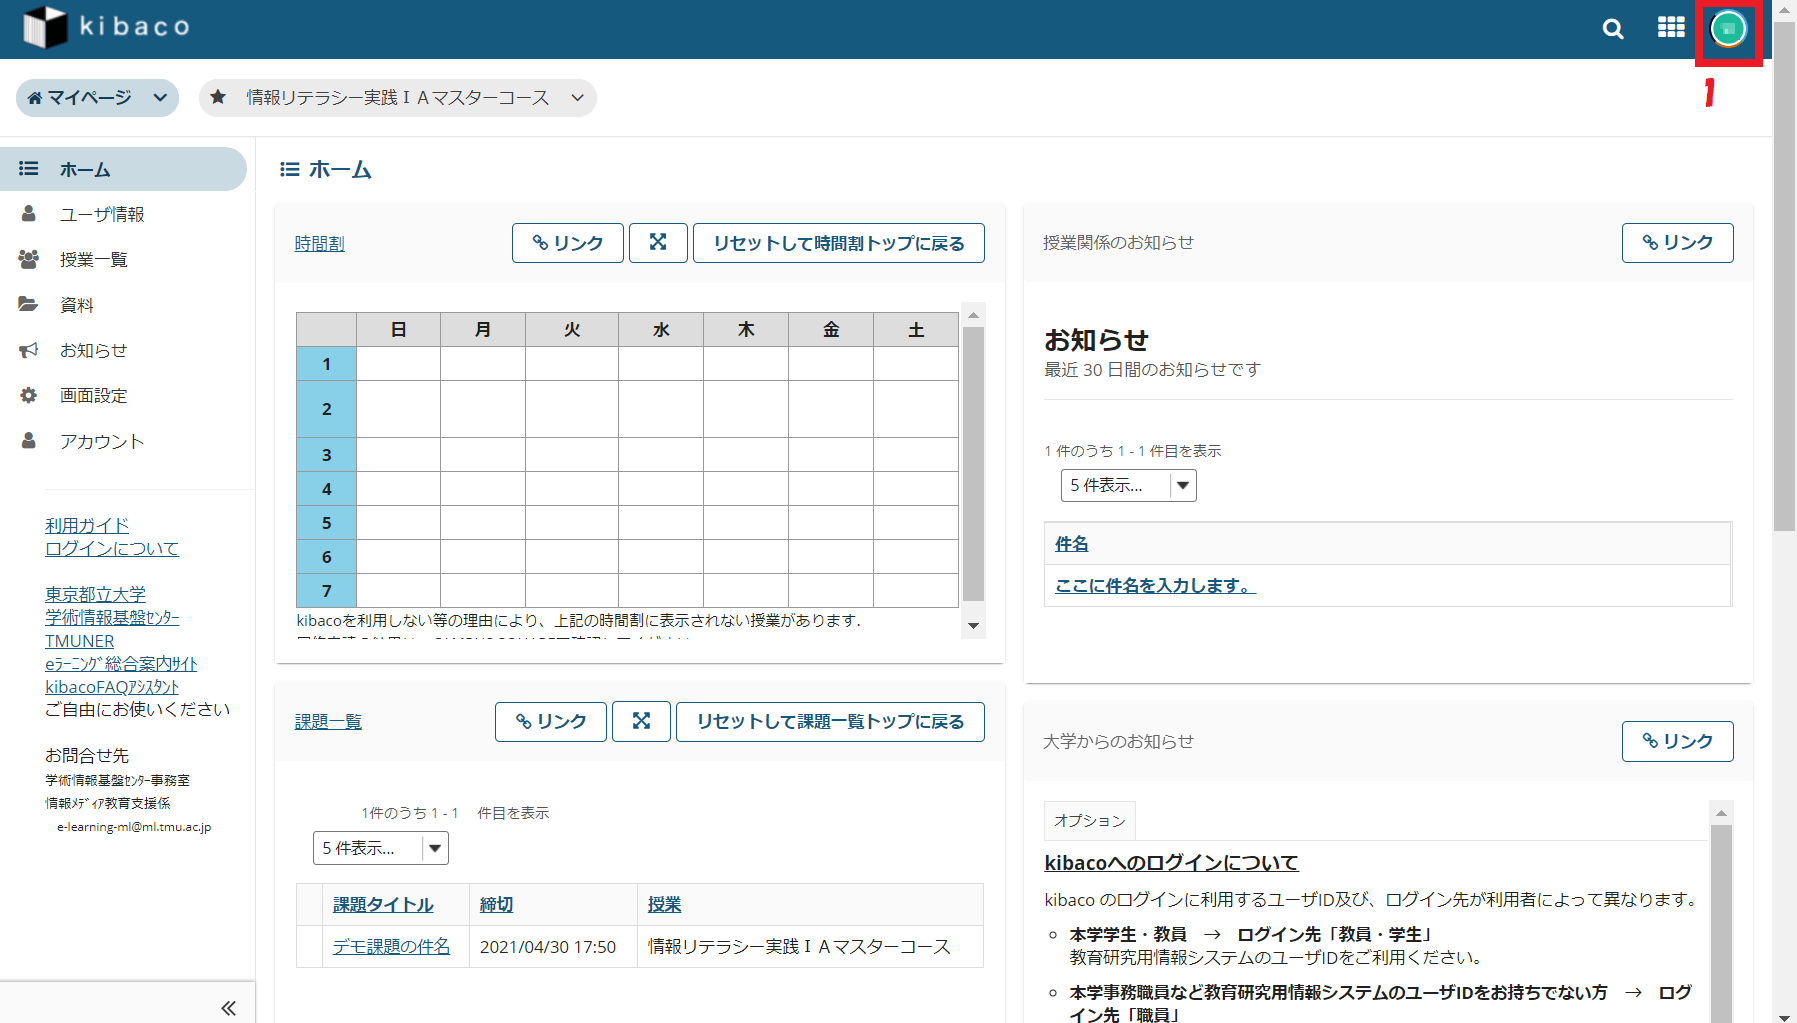 kibaco
1
マイページ
情報リテラシー実践ⅠＡマスターコース
ホーム
ユーザ情報
授業一覧
資料
お知らせ
画面設定
アカウント
利用ガイド
ログインについて
東京都立大学
学術情報基盤ｾﾝﾀｰ
TMUNER
eﾗｰﾆﾝｸﾞ総合案内ｻｲﾄ
kibacoFAQｱｼｽﾀﾝﾄ
ご自由にお使いください
お問合せ先
学術情報基盤ｾﾝﾀｰ事務室
情報ﾒﾃﾞｨｱ教育支援係
e-learning-ml@ml.tmu.ac.jp
ホーム
時間割
リンク
リセットして時間割トップに戻る
日 月 火 水 木 金 土
1
2
3
4
5
6
7
kibacoを利用しない等の理由により、上記の時間割に表示されない授業があります.
課題一覧
リンク
リセットして課題一覧トップに戻る
1件のうち 1 - 1 件目を表示
5 件表示...
課題タイトル 締切 授業
デモ課題の件名 2021/04/30 17:50 情報リテラシー実践ⅠＡマスターコース
授業関係のお知らせ
リンク
お知らせ
最近 30 日間のお知らせです
1 件のうち 1 - 1 件目を表示
5 件表示...
件名
ここに件名を入力します。
大学からのお知らせ
リンク
オプション
kibacoへのログインについて
kibaco のログインに利用するユーザID及び、ログイン先が利用者によって異なります。
本学学生・教員　→　ログイン先「教員・学生」
教育研究用情報システムのユーザIDをご利用ください。
本学事務職員など教育研究用情報システムのユーザIDをお持ちでない方　→　ログ
イン先「職員」